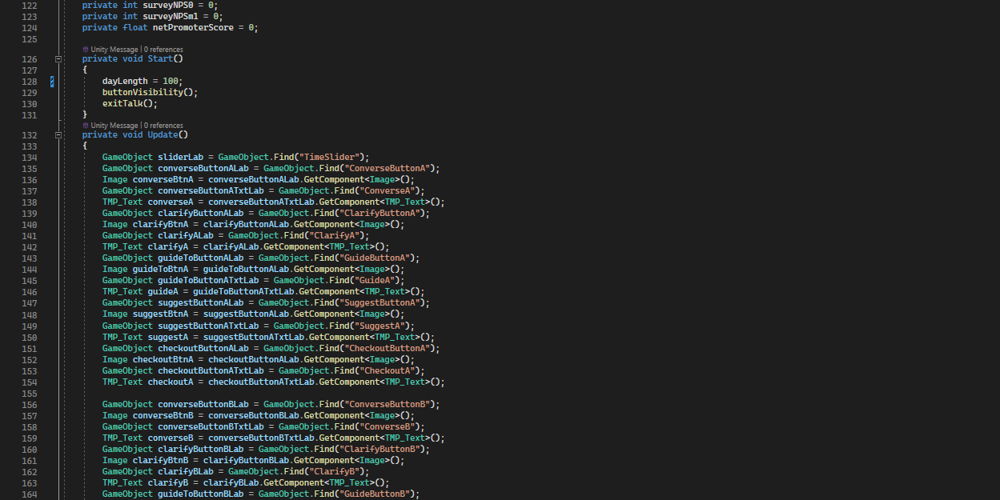 122 private int surveyNPS0 = 0;
123 private int surveyNPSm1 = 0;
124 private float netPromoterScore = 0;
125
Unity Message | 0 references
126 private void Start()
127 {
128 dayLength = 100;
129 buttonVisibility();
130 exitTalk();
131 }
Unity Message | 0 references
132 private void Update()
133 {
134 GameObject sliderLab = GameObject.Find("TimeSlider");
135 GameObject converseButtonALab = GameObject.Find("ConverseButtonA");
136 Image converseBtnA = converseButtonALab.GetComponent<Image>();
137 GameObject converseButtonATxtLab = GameObject.Find("ConverseA");
138 TMP_Text converseA = converseButtonATxtLab.GetComponent<TMP_Text>();
139 GameObject clarifyButtonALab = GameObject.Find("ClarifyButtonA");
140 Image clarifyBtnA = clarifyButtonALab.GetComponent<Image>();
141 GameObject clarifyALab = GameObject.Find("ClarifyA");
142 TMP_Text clarifyA = clarifyALab.GetComponent<TMP_Text>();
143 GameObject guideToButtonALab = GameObject.Find("GuideButtonA");
144 Image guideToBtnA = guideToButtonALab.GetComponent<Image>();
145 GameObject guideToButtonATxtLab = GameObject.Find("GuideA");
146 TMP_Text guideA = guideToButtonATxtLab.GetComponent<TMP_Text>();
147 GameObject suggestButtonALab = GameObject.Find("SuggestButtonA");
148 Image suggestBtnA = suggestButtonALab.GetComponent<Image>();
149 GameObject suggestButtonATxtLab = GameObject.Find("SuggestA");
150 TMP_Text suggestA = suggestButtonATxtLab.GetComponent<TMP_Text>();
151 GameObject checkoutButtonALab = GameObject.Find("CheckoutButtonA");
152 Image checkoutBtnA = checkoutButtonALab.GetComponent<Image>();
153 GameObject checkoutButtonATxtLab = GameObject.Find("CheckoutA");
154 TMP_Text checkoutA = checkoutButtonATxtLab.GetComponent<TMP_Text>();
155
156 GameObject converseButtonBLab = GameObject.Find("ConverseButtonB");
157 Image converseBtnB = converseButtonBLab.GetComponent<Image>();
158 GameObject converseButtonBTxtLab = GameObject.Find("ConverseB");
159 TMP_Text converseB = converseButtonBTxtLab.GetComponent<TMP_Text>();
160 GameObject clarifyButtonBLab = GameObject.Find("ClarifyButtonB");
161 Image clarifyBtnB = clarifyButtonBLab.GetComponent<Image>();
162 GameObject clarifyBLab = GameObject.Find("ClarifyB");
163 TMP_Text clarifyB = clarifyBLab.GetComponent<TMP_Text>();
164 GameObject guideToButtonBLab = GameObject.Find("GuideButtonB");